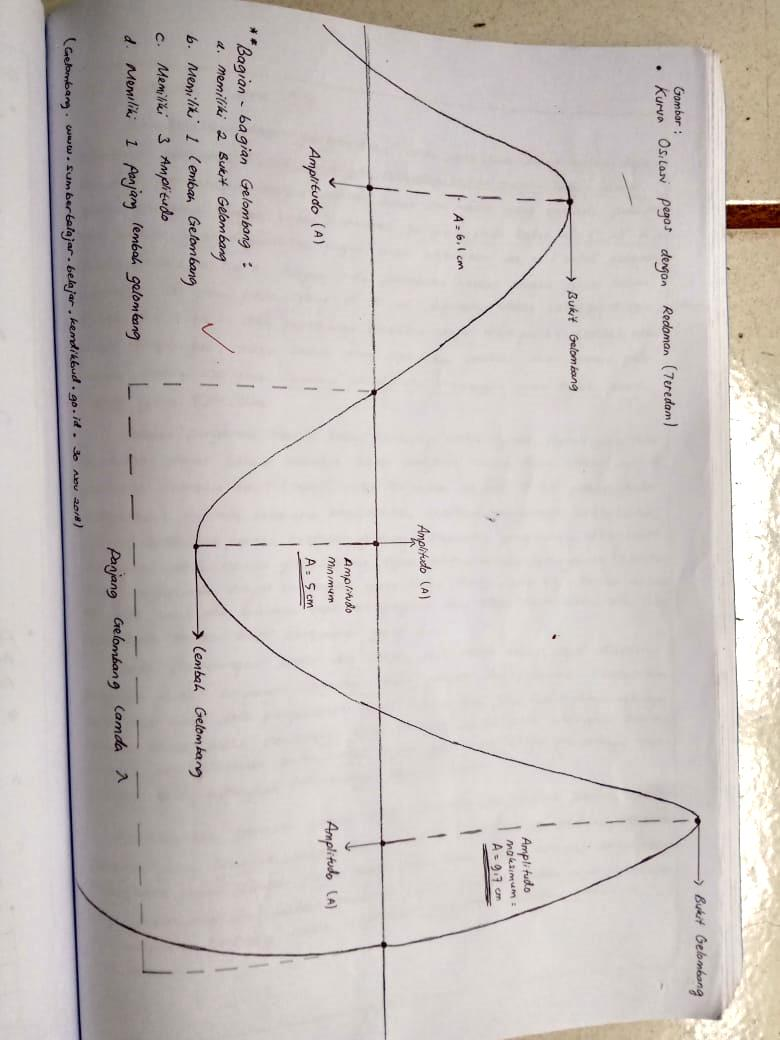 Gambar:
• Kurva Osilasi pegas dengan Redaman (Teredam)
Bukit Gelombang
A = 6,1 cm
Amplitudo (A)
Amplitudo (A)
Amplitudo
minimum
A = 5 cm
Lembah Gelombang
Bukit Gelombang
Amplitudo
maksimum =
A = 9,7 cm
Amplitudo (A)
Panjang Gelombang Lamda λ
** Bagian - bagian Gelombang :
a. memiliki 2 Bukit Gelombang
b. Memiliki 1 Lembah Gelombang
c. Memiliki 3 Amplitudo
d. Memiliki 1 Panjang lembah gelombang
(Gelombang. www.sumberbelajar.belajar.kemdikbud.go.id. 30 Nov 2018)